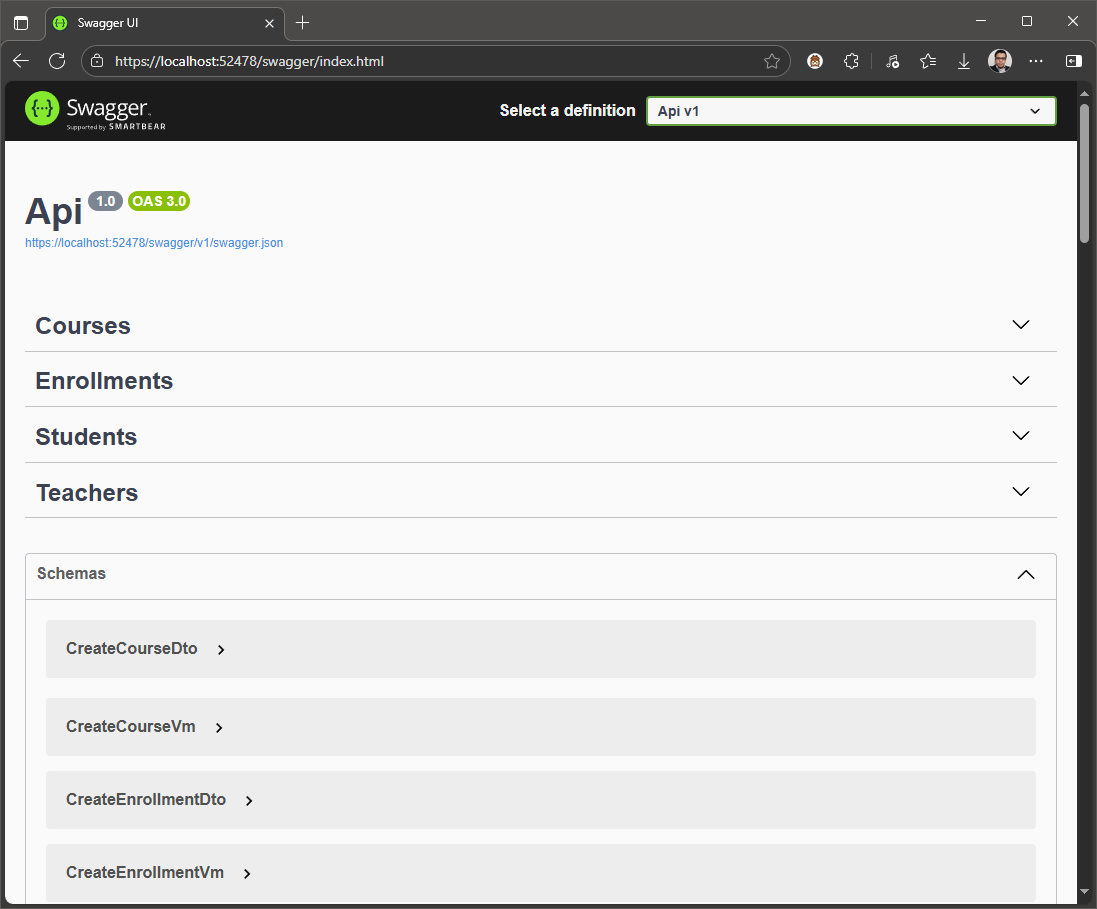 Swagger UI
https://localhost:52478/swagger/index.html
Swagger
Supported by SMARTBEAR
Select a definition
Api v1
Api 1.0 OAS 3.0
https://localhost:52478/swagger/v1/swagger.json
Courses
Enrollments
Students
Teachers
Schemas
CreateCourseDto
CreateCourseVm
CreateEnrollmentDto
CreateEnrollmentVm